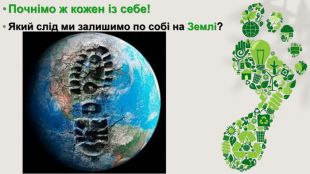 • Почнімо ж кожен із себе!
• Який слід ми залишимо по собі на Землі?